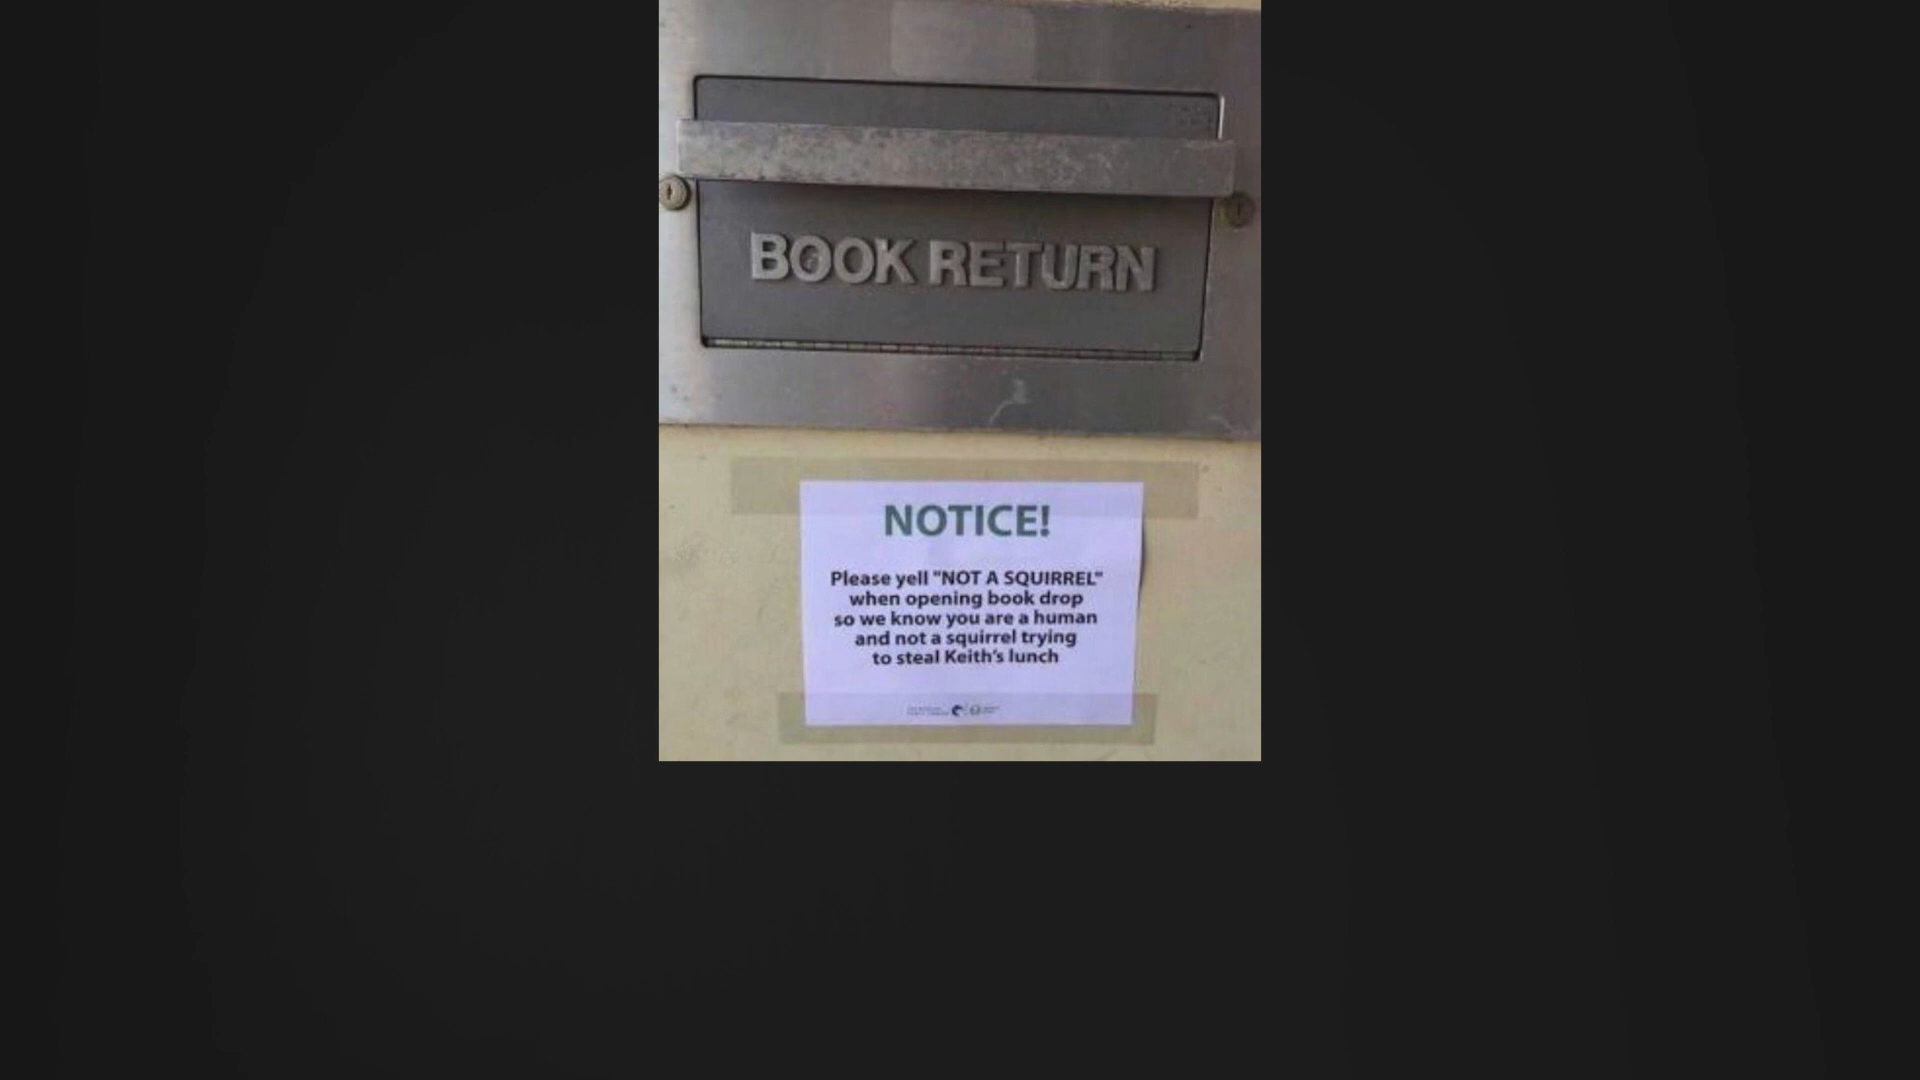 BOOK RETURN
NOTICE!
Please yell "NOT A SQUIRREL"
when opening book drop
so we know you are a human
and not a squirrel trying
to steal Keith's lunch